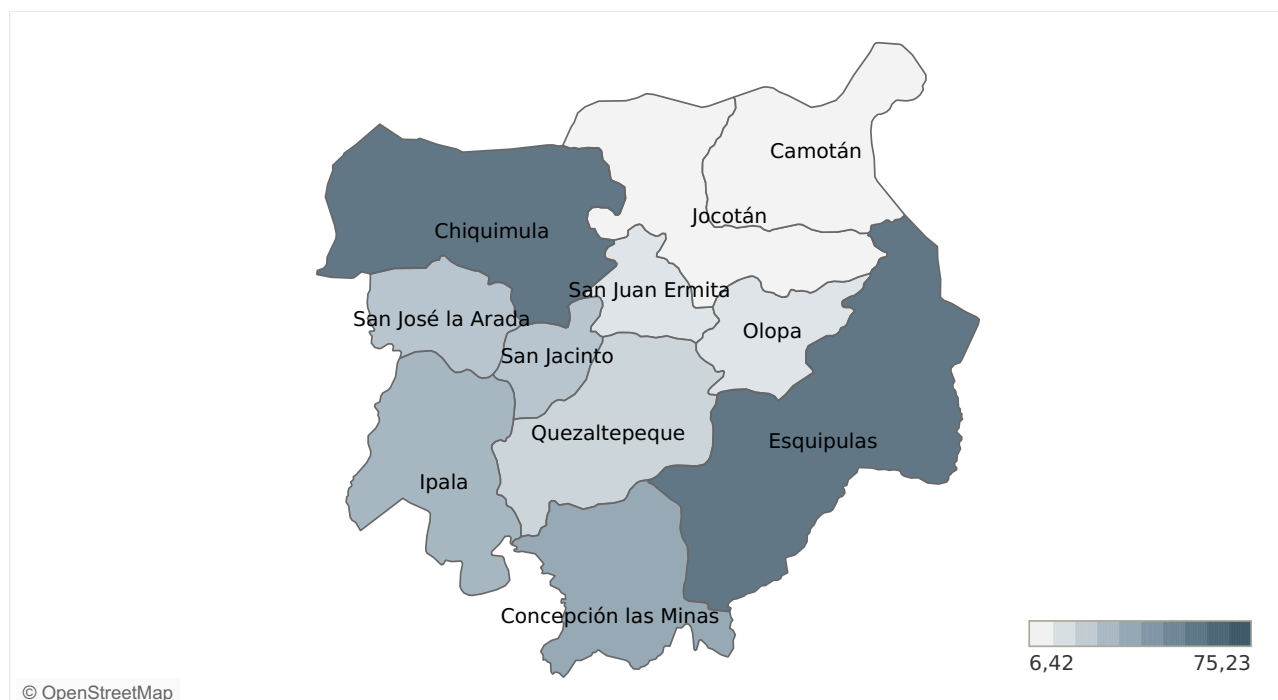 Camotán
Jocotán
Chiquimula
San Juan Ermita
San José la Arada
Olopa
San Jacinto
Quezaltepeque
Esquipulas
Ipala
Concepción las Minas
6,42 75,23
© OpenStreetMap